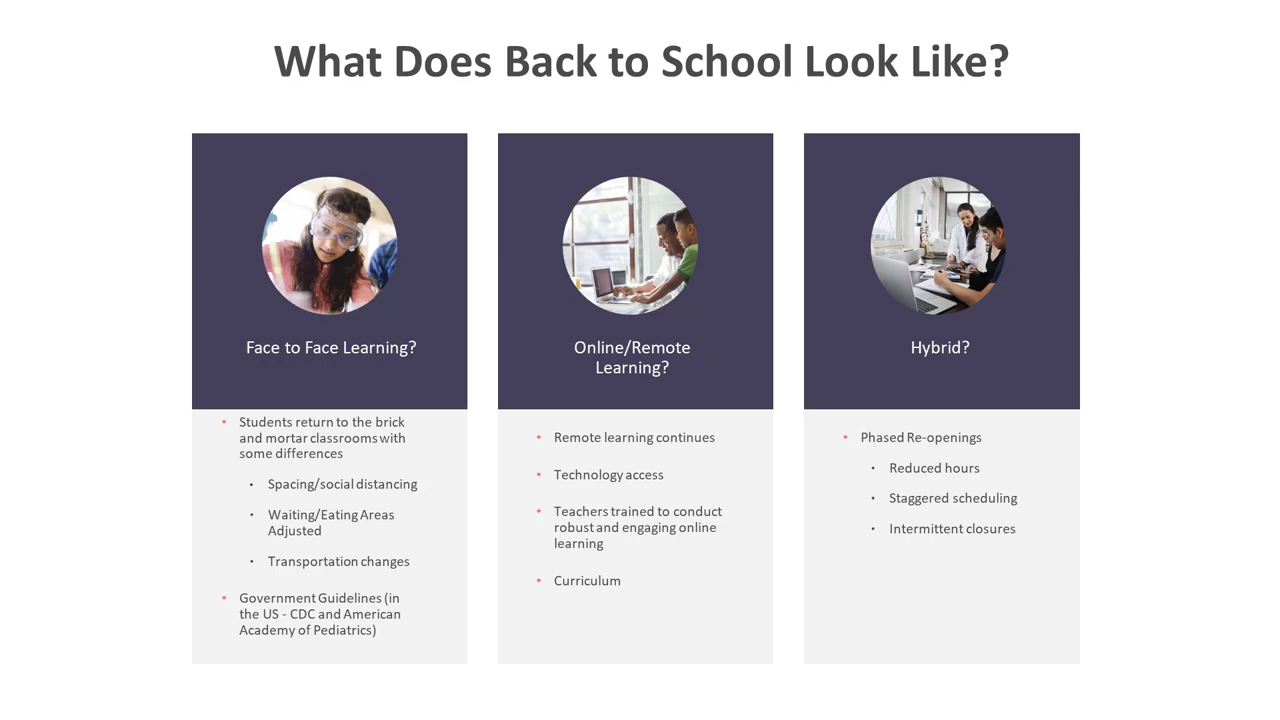 What Does Back to School Look Like?
Face to Face Learning?
• Students return to the brick
and mortar classrooms with
some differences
• Spacing/social distancing
• Waiting/Eating Areas
Adjusted
• Transportation changes
• Government Guidelines (in
the US - CDC and American
Academy of Pediatrics)
Online/Remote
Learning?
• Remote learning continues
• Technology access
• Teachers trained to conduct
robust and engaging online
learning
• Curriculum
Hybrid?
• Phased Re-openings
• Reduced hours
• Staggered scheduling
• Intermittent closures